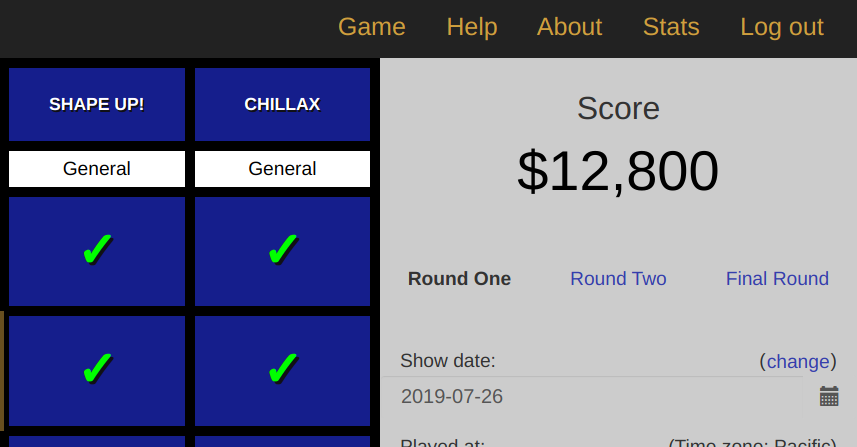 Game Help About Stats Log out
SHAPE UP! CHILLAX
General General
Score
$12,800
Round One Round Two Final Round
Show date: (change)
2019-07-26
Played at: (Time zone: Pacific)